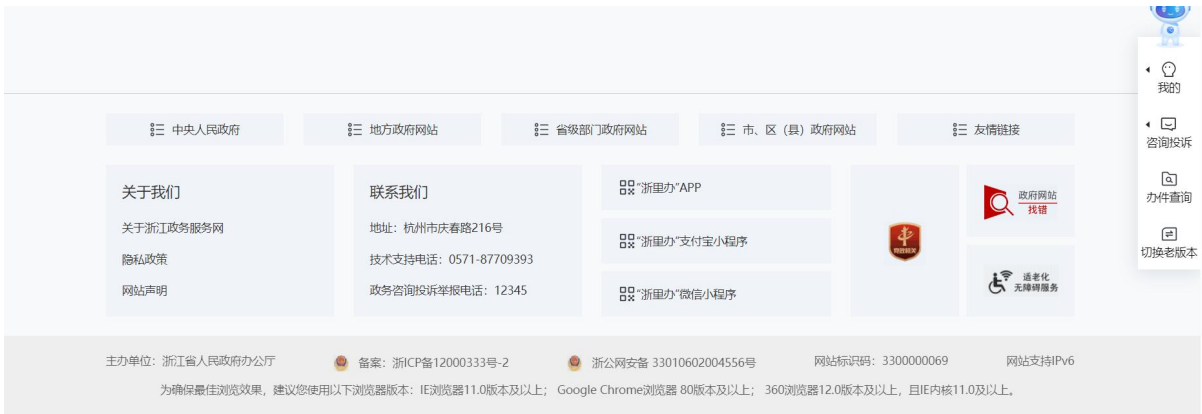 中央人民政府
地方政府网站
省级部门政府网站
市、区（县）政府网站
友情链接
关于我们
关于浙江政务服务网
隐私政策
网站声明
联系我们
地址：杭州市庆春路216号
技术支持电话：0571-87709393
政务咨询投诉举报电话：12345
“浙里办”APP
“浙里办”支付宝小程序
“浙里办”微信小程序
党政机关
政府网站
找错
适老化
无障碍服务
主办单位：浙江省人民政府办公厅
备案：浙ICP备12000333号-2
浙公网安备 33010602004556号
网站标识码：3300000069
网站支持IPv6
为确保最佳浏览效果，建议您使用以下浏览器版本：IE浏览器11.0版本及以上； Google Chrome浏览器 80版本及以上； 360浏览器12.0版本及以上，且IE内核11.0及以上。
我的
咨询投诉
办件查询
切换老版本